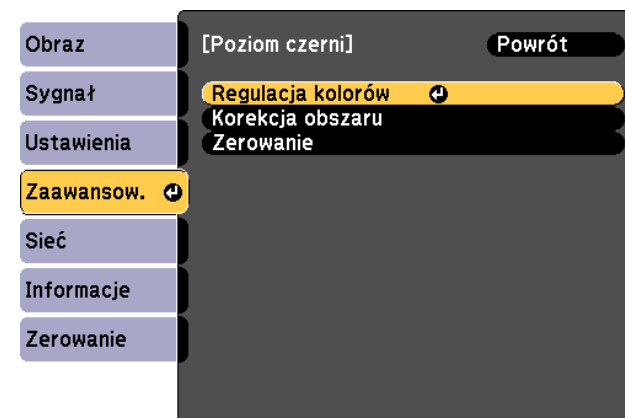 Obraz
Sygnał
Ustawienia
Zaawansow.
Sieć
Informacje
Zerowanie
[Poziom czerni] Powrót
Regulacja kolorów
Korekcja obszaru
Zerowanie